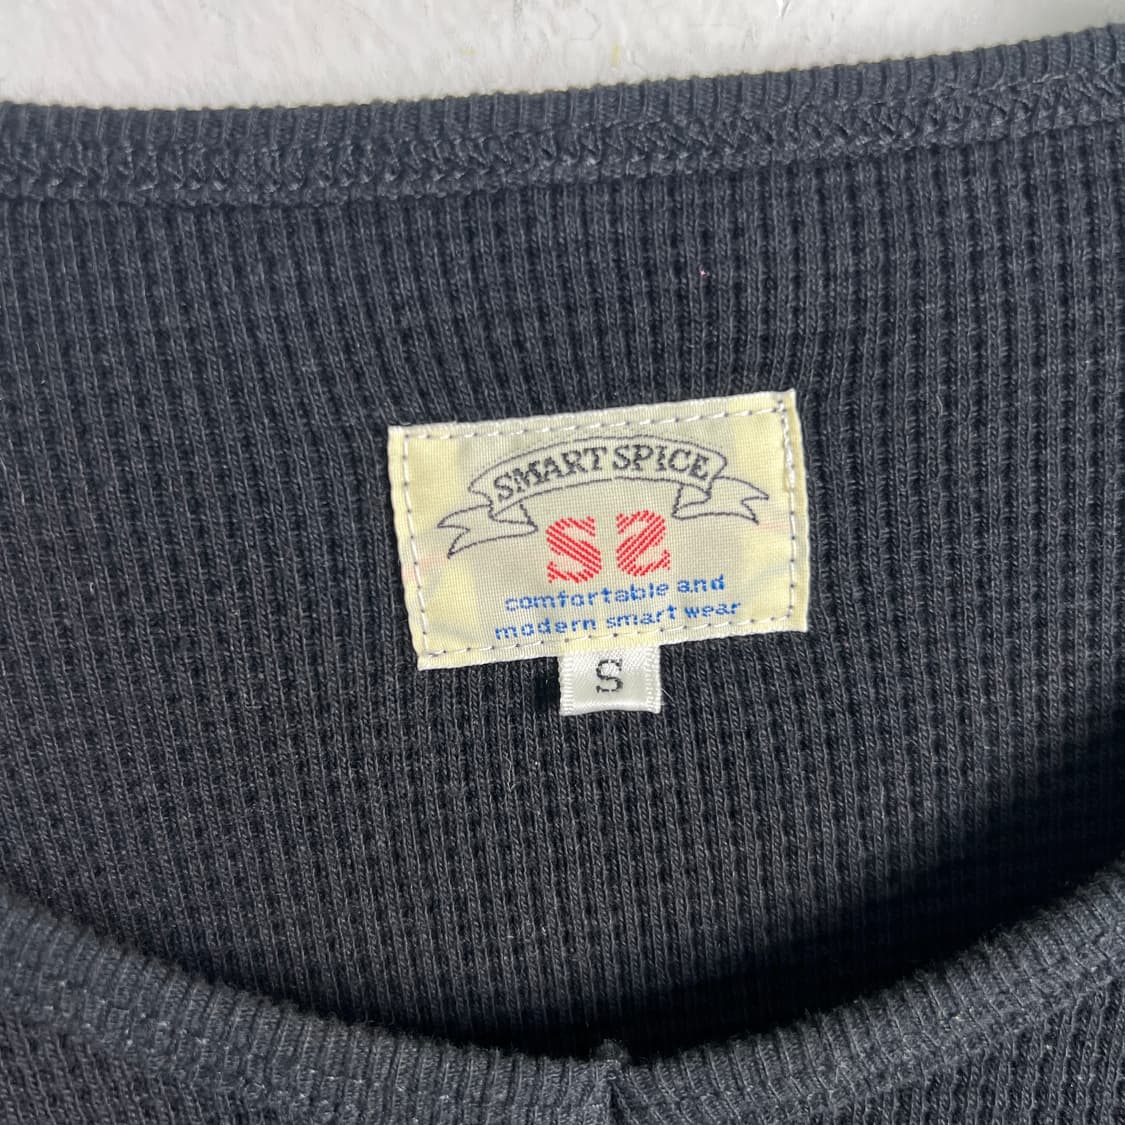 SMART SPICE
SS
comfortable and
modern smart wear
S